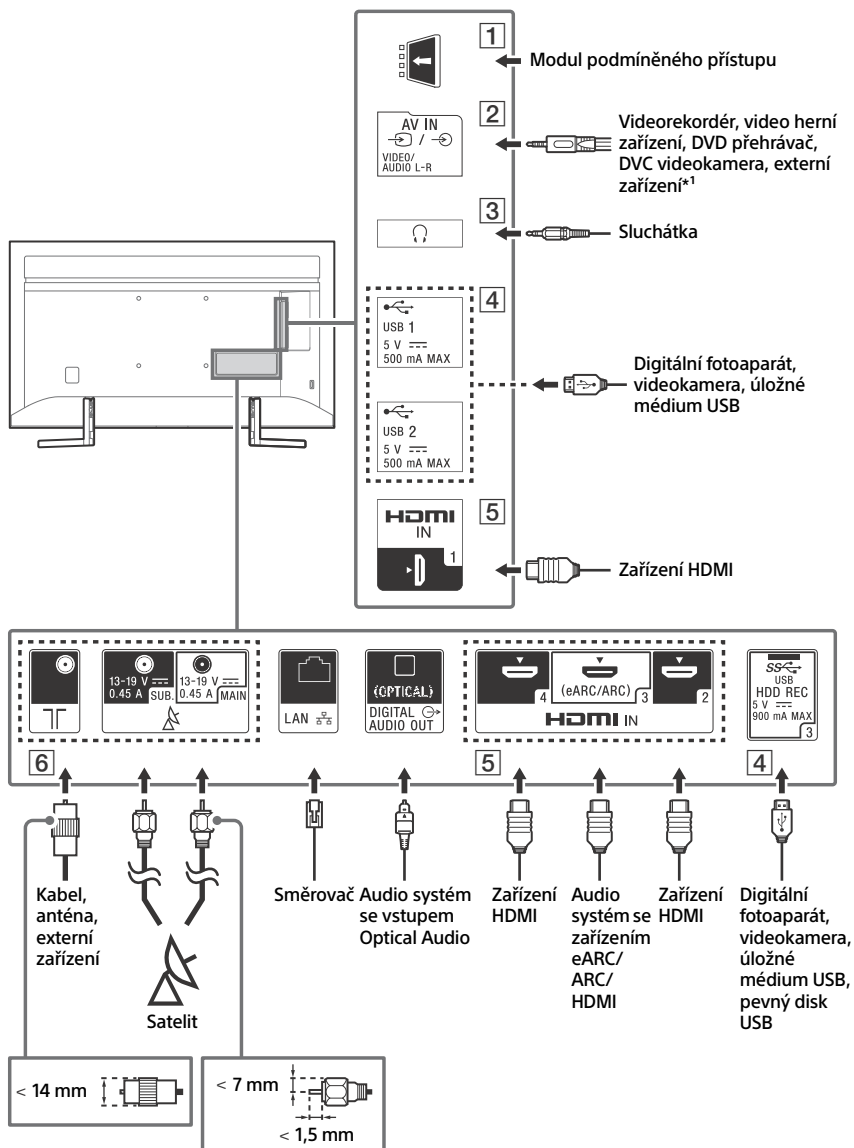 1
Modul podmíněného přístupu
2
AV IN
/
VIDEO/
AUDIO L-R
Videorekordér, video herní
zařízení, DVD přehrávač,
DVC videokamera, externí
zařízení*1
3
Sluchátka
4
USB 1
5 V
500 mA MAX
USB 2
5 V
500 mA MAX
Digitální fotoaparát,
videokamera, úložné
médium USB
5
HDMI
IN
1
Zařízení HDMI
13-19 V
0.45 A SUB.
13-19 V
0.45 A MAIN
LAN
(OPTICAL)
DIGITAL
AUDIO OUT
4
(eARC/ARC) 3
2
HDMI IN
SS
USB
HDD REC
5 V
900 mA MAX
3
6
5
4
Kabel,
anténa,
externí
zařízení
Satelit
Směrovač
Audio systém
se vstupem
Optical Audio
Zařízení
HDMI
Audio
systém se
zařízením
eARC/
ARC/
HDMI
Zařízení
HDMI
Digitální
fotoaparát,
videokamera,
úložné
médium USB,
pevný disk
USB
< 14 mm
< 7 mm
< 1,5 mm